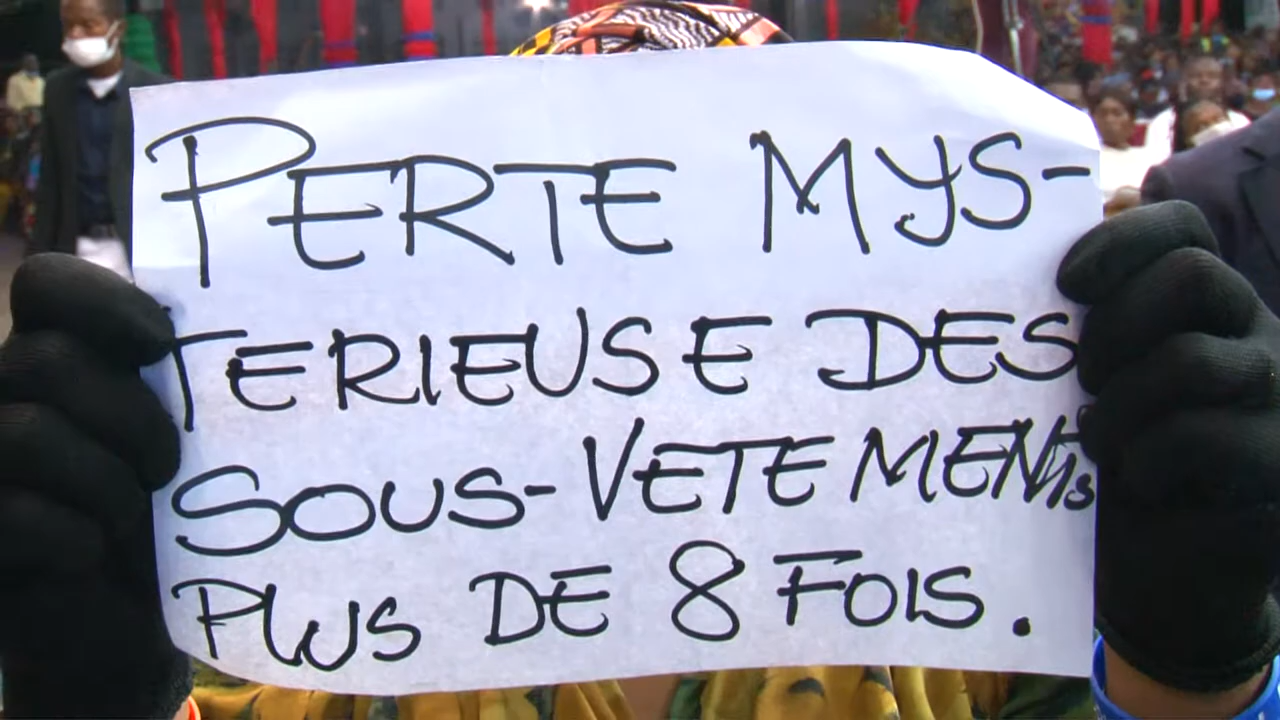 PERTE MYS-
TERIEUSE DES
SOUS-VETEMENTS
PLUS DE 8 FOIS.